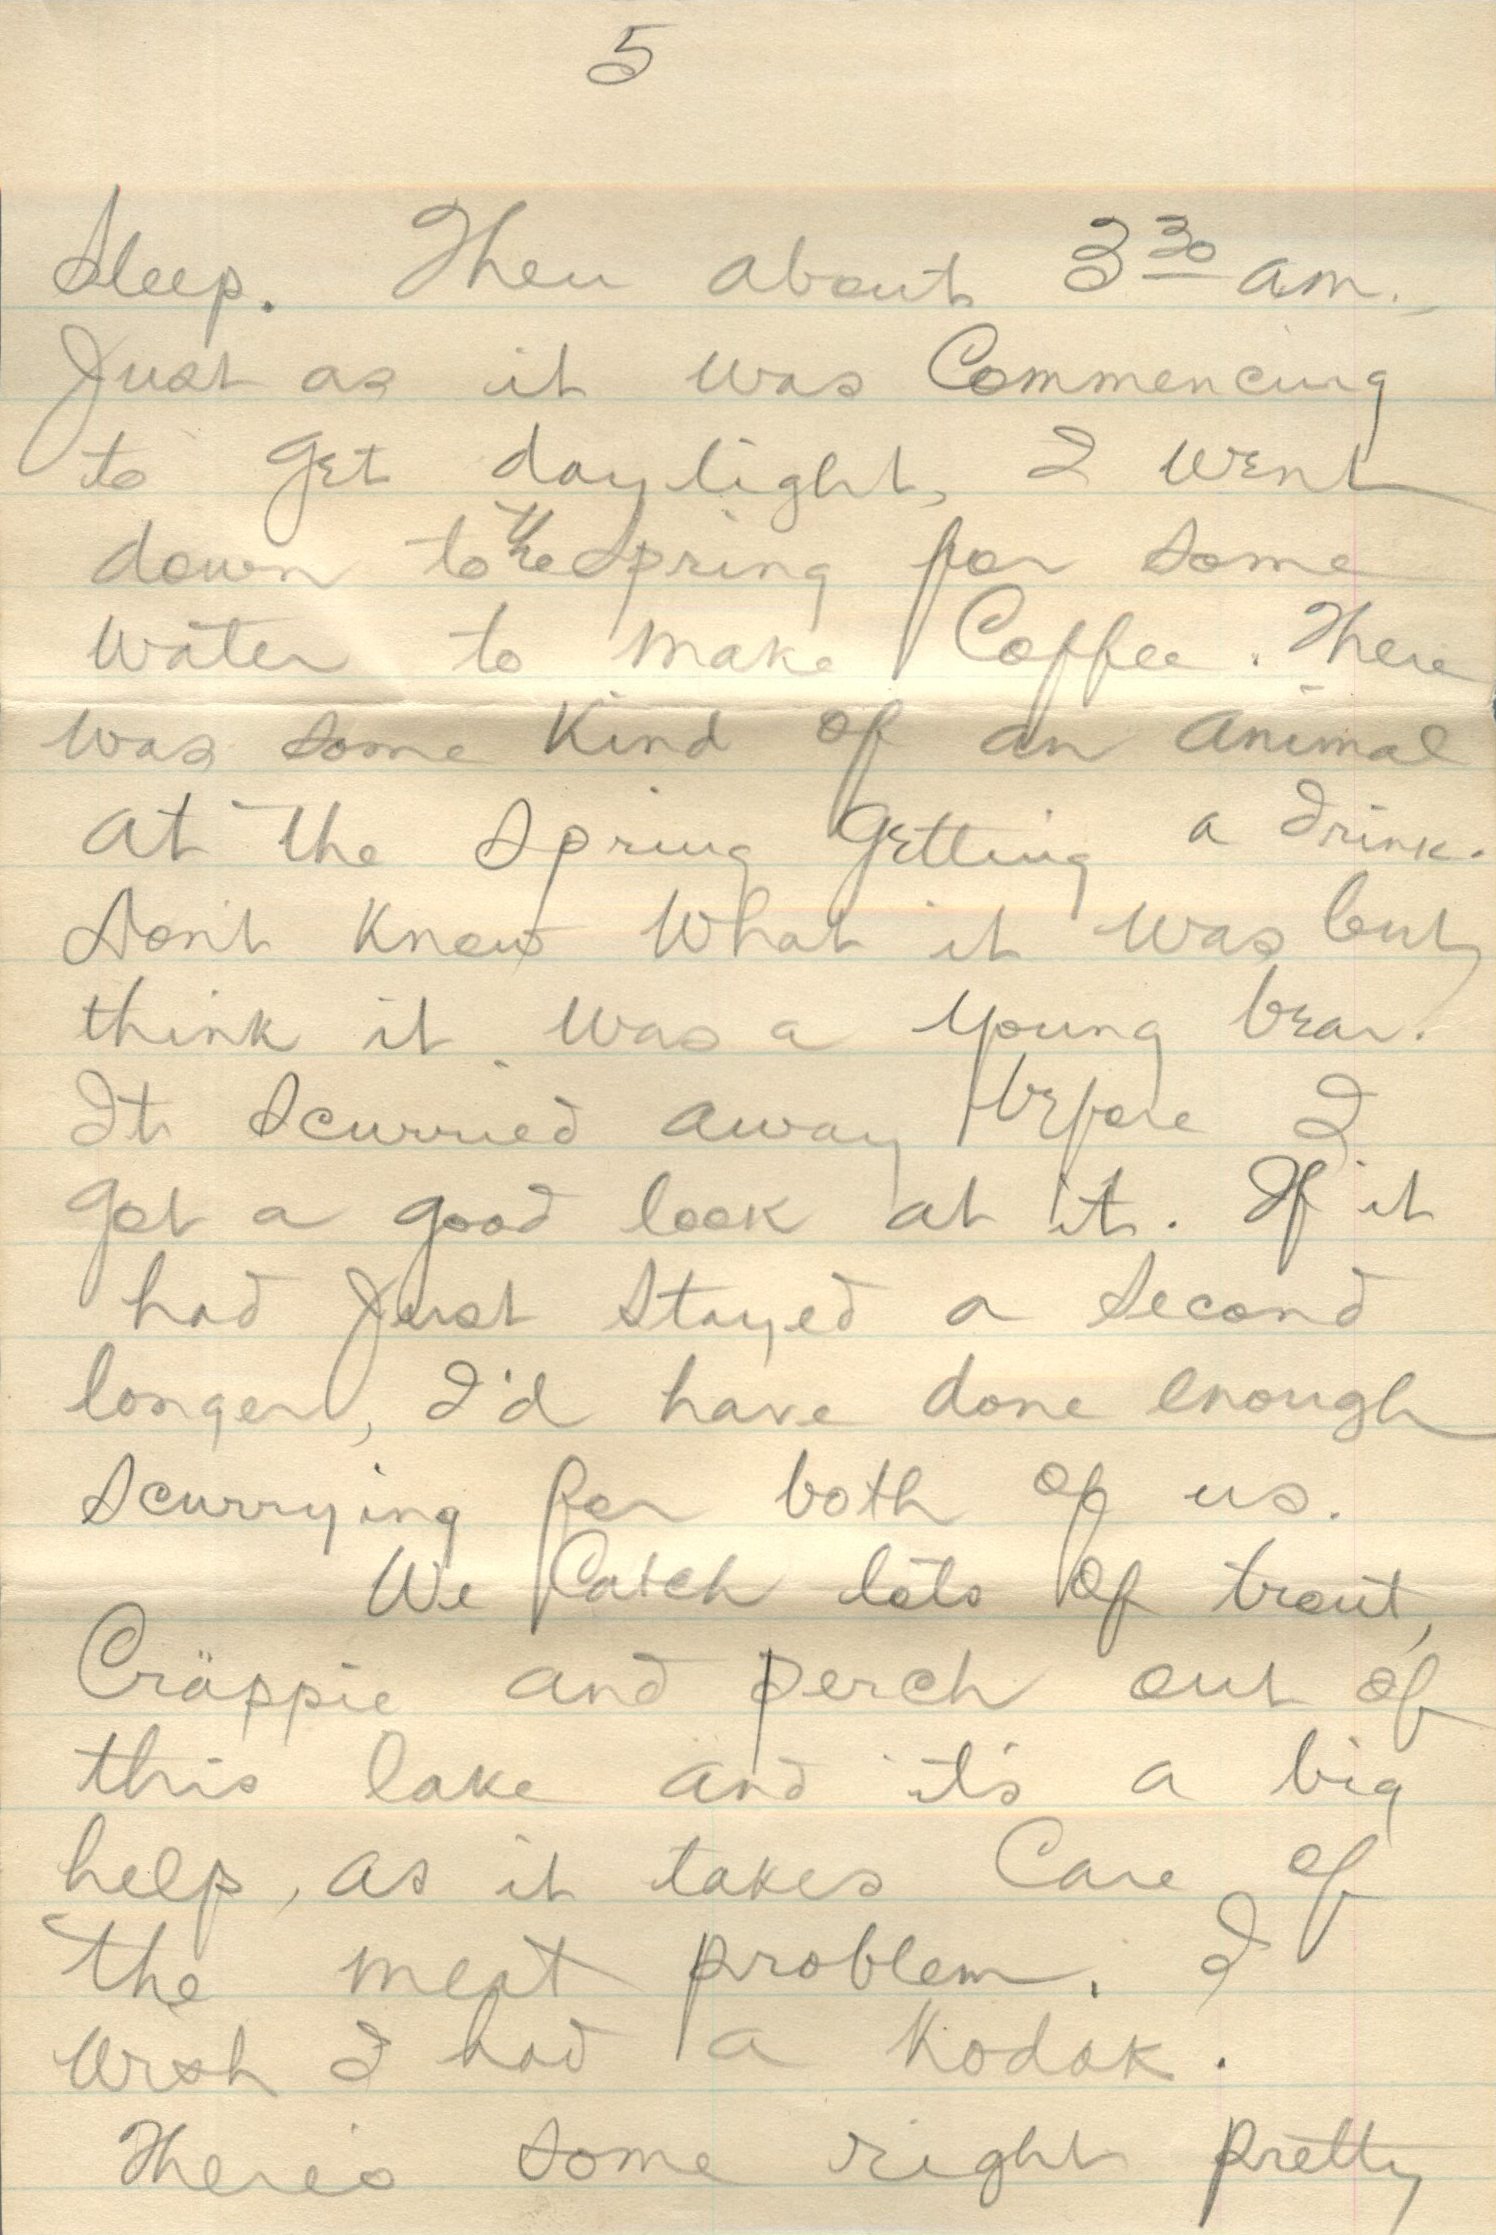 5
Sleep. Then about 3 30 am.,
Just as it was Commencing
to get daylight, I went
down to the Spring for some
water to make Coffee. There
was some Kind of an animal
at the Spring getting a drink.
Don't know what it was but
think it was a young bear.
It Scurried away before I
got a good look at it. If it
had Just stayed a second
longer, I'd have done enough
scurrying for both of us.
We Catch lots of trout,
Cräppie and perch out of
this lake and it's a big
help, as it takes Care of
the meat problem. I
wish I had a Kodak.
There's some right pretty